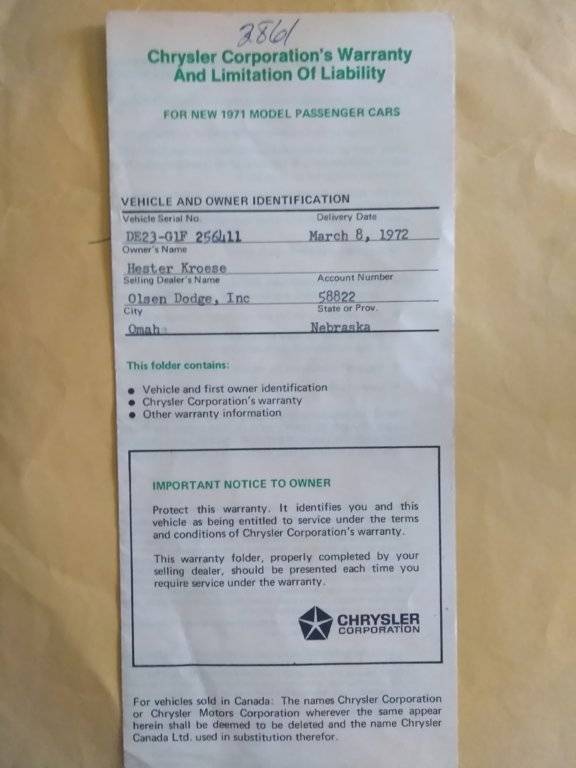 2861
Chrysler Corporation's Warranty
And Limitation Of Liability
FOR NEW 1971 MODEL PASSENGER CARS
VEHICLE AND OWNER IDENTIFICATION
Vehicle Serial No. Delivery Date
DE23-G1F 256411 March 8, 1972
Owner's Name
Hester Kroese
Selling Dealer's Name Account Number
Olsen Dodge, Inc 58822
City State or Prov.
Omaha Nebraska
This folder contains:
● Vehicle and first owner identification
● Chrysler Corporation's warranty
● Other warranty information
IMPORTANT NOTICE TO OWNER
Protect this warranty. It identifies you and this
vehicle as being entitled to service under the terms
and conditions of Chrysler Corporation's warranty.
This warranty folder, properly completed by your
selling dealer, should be presented each time you
require service under the warranty.
CHRYSLER
CORPORATION
For vehicles sold in Canada: The names Chrysler Corporation
or Chrysler Motors Corporation wherever the same appear
herein shall be deemed to be deleted and the name Chrysler
Canada Ltd. used in substitution therefor.